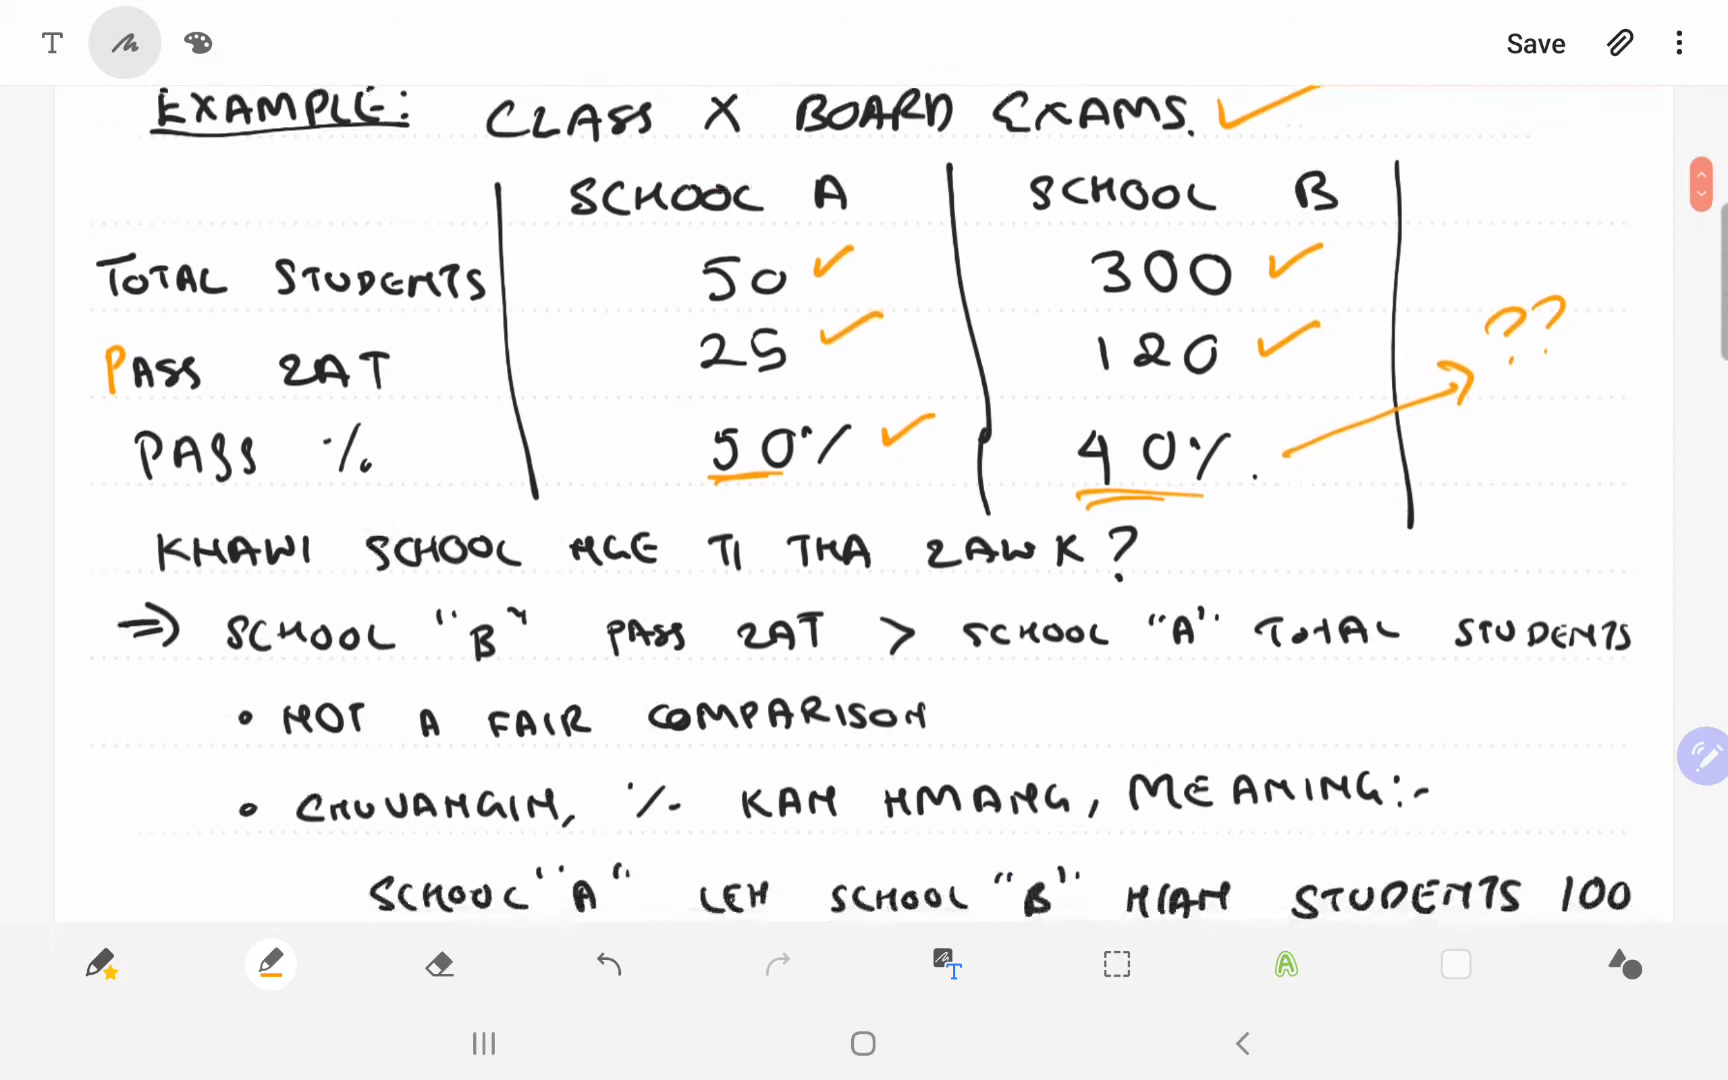 T Save
EXAMPLE: CLASS X BOARD EXAMS.
SCHOOL A SCHOOL B
TOTAL STUDENTS 50 300
PASS ZAT 25 120
??
PASS % 50% 40%.
KHAWI SCHOOL NGE TI THA ZAWK?
⇒ SCHOOL "B" PASS ZAT > SCHOOL "A" TOTAL STUDENTS
• NOT A FAIR COMPARISON
• CHUVANGIN, % KAN HMANG, MEANING:-
SCHOOL "A" LEH SCHOOL "B" HIAN STUDENTS 100
T A